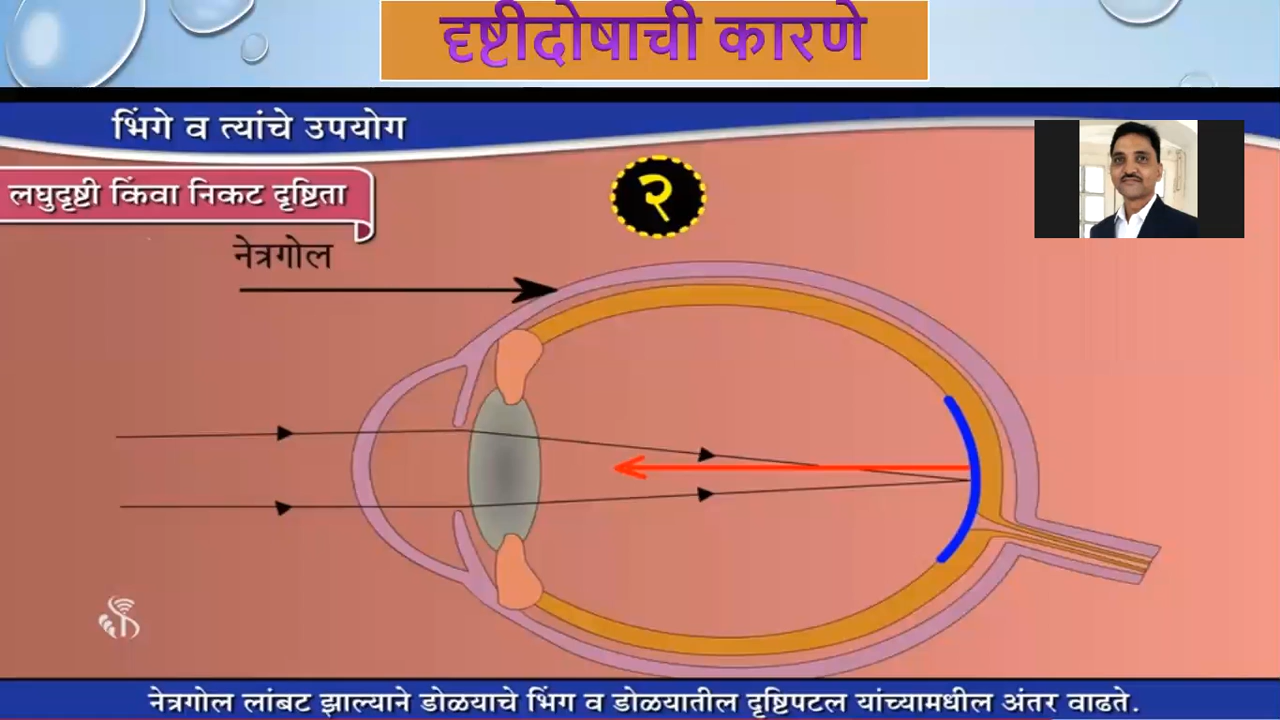 दृष्टीदोषाची कारणे
भिंगे व त्यांचे उपयोग
लघुदृष्टी किंवा निकट दृष्टिता
२
नेत्रगोल
नेत्रगोल लांबट झाल्याने डोळयाचे भिंग व डोळयातील दृष्टिपटल यांच्यामधील अंतर वाढते.